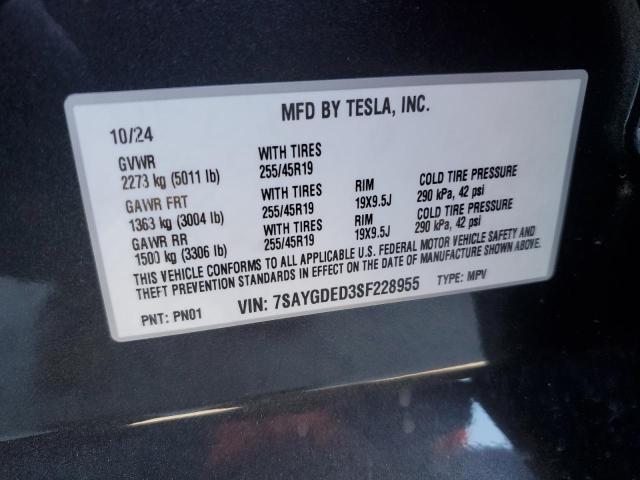 MFD BY TESLA, INC.
10/24
GVWR WITH TIRES
2273 kg (5011 lb) 255/45R19
GAWR FRT WITH TIRES RIM COLD TIRE PRESSURE
1363 kg (3004 lb) 255/45R19 19X9.5J 290 kPa, 42 psi
GAWR RR WITH TIRES RIM COLD TIRE PRESSURE
1500 kg (3306 lb) 255/45R19 19X9.5J 290 kPa, 42 psi
THIS VEHICLE CONFORMS TO ALL APPLICABLE U.S. FEDERAL MOTOR VEHICLE SAFETY AND
THEFT PREVENTION STANDARDS IN EFFECT ON THE DATE OF MANUFACTURE SHOWN ABOVE.
PNT: PN01 VIN: 7SAYGDED3SF228955 TYPE: MPV